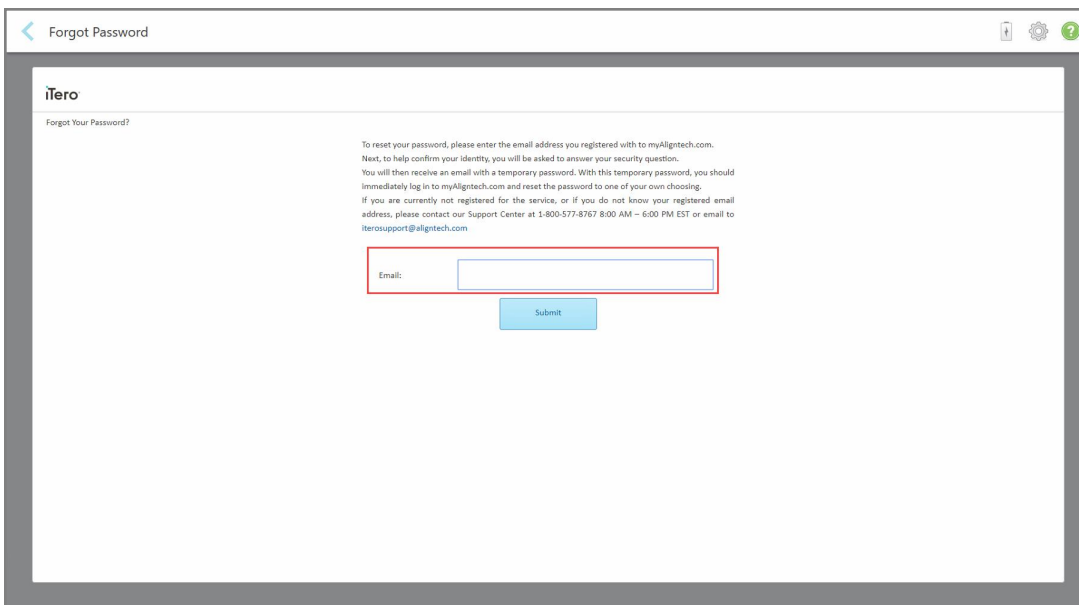 Forgot Password
?
iTero
Forgot Your Password?
To reset your password, please enter the email address you registered with to myAligntech.com.
Next, to help confirm your identity, you will be asked to answer your security question.
You will then receive an email with a temporary password. With this temporary password, you should
immediately log in to myAligntech.com and reset the password to one of your own choosing.
If you are currently not registered for the service, or if you do not know your registered email
address, please contact our Support Center at 1-800-577-8767 8:00 AM – 6:00 PM EST or email to
iterosupport@aligntech.com
Email:
Submit